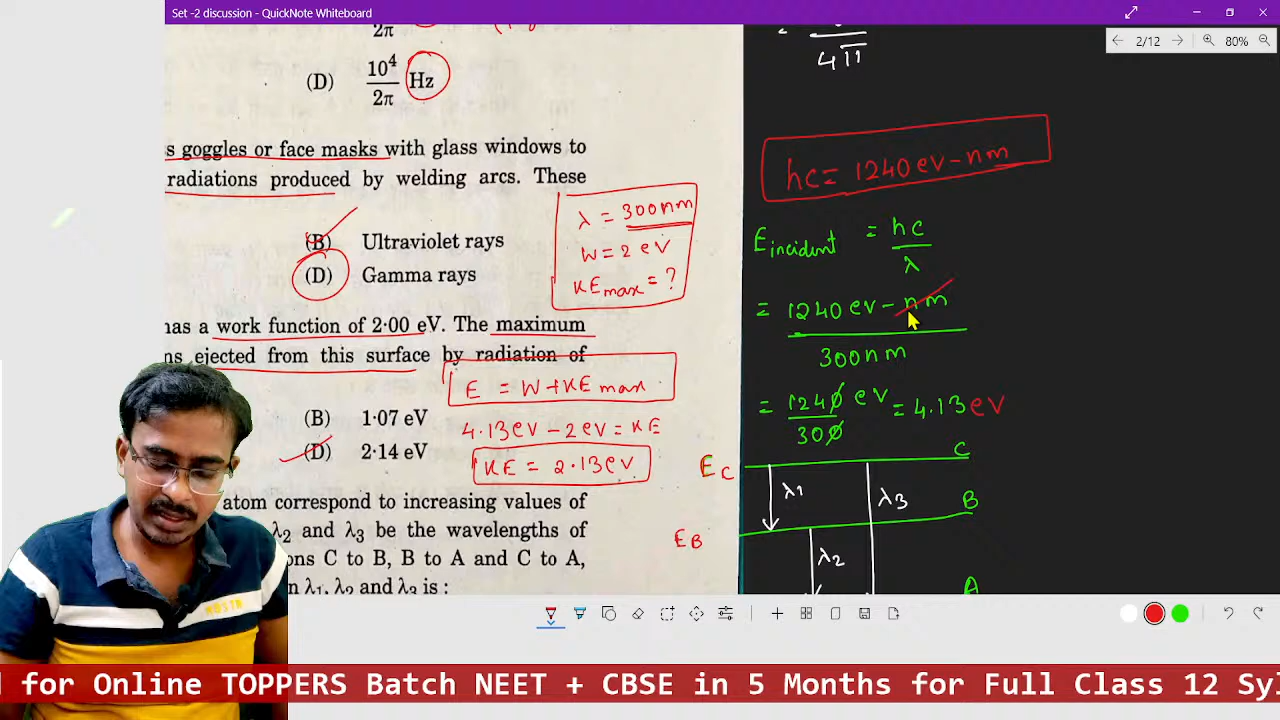 Set -2 discussion - QuickNote Whiteboard
2/12
80%
2π
(D) 10⁴/2π Hz
s goggles or face masks with glass windows to
radiations produced by welding arcs. These
(B) Ultraviolet rays
(D) Gamma rays
λ = 300nm
W = 2 eV
KEmax = ?
has a work function of 2·00 eV. The maximum
ns ejected from this surface by radiation of
E = W + KEmax
(B) 1·07 eV
4.13eV - 2eV = KE
(D) 2·14 eV
KE = 2.13eV
atom correspond to increasing values of
λ2 and λ3 be the wavelengths of
ons C to B, B to A and C to A,
n λ1, λ2 and λ3 is :
4π
hc = 1240 ev-nm
Eincident = hc/λ
= 1240 ev-nm
300nm
= 1240/300 eV = 4.13 eV
EC
C
λ1
λ3
B
EB
λ2
A
d for Online TOPPERS Batch NEET + CBSE in 5 Months for Full Class 12 Syl